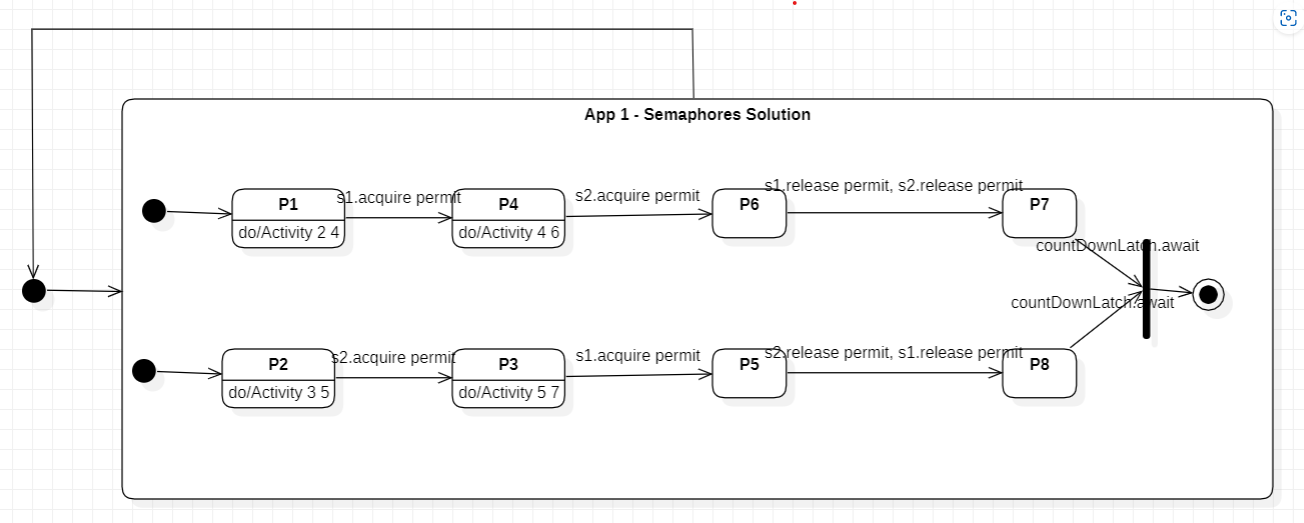 App 1 - Semaphores Solution
P1
do/Activity 2 4
s1.acquire permit
P4
do/Activity 4 6
s2.acquire permit
P6
s1.release permit, s2.release permit
P7
countDownLatch.await
countDownLatch.await
P2
do/Activity 3 5
s2.acquire permit
P3
do/Activity 5 7
s1.acquire permit
P5
s2.release permit, s1.release permit
P8